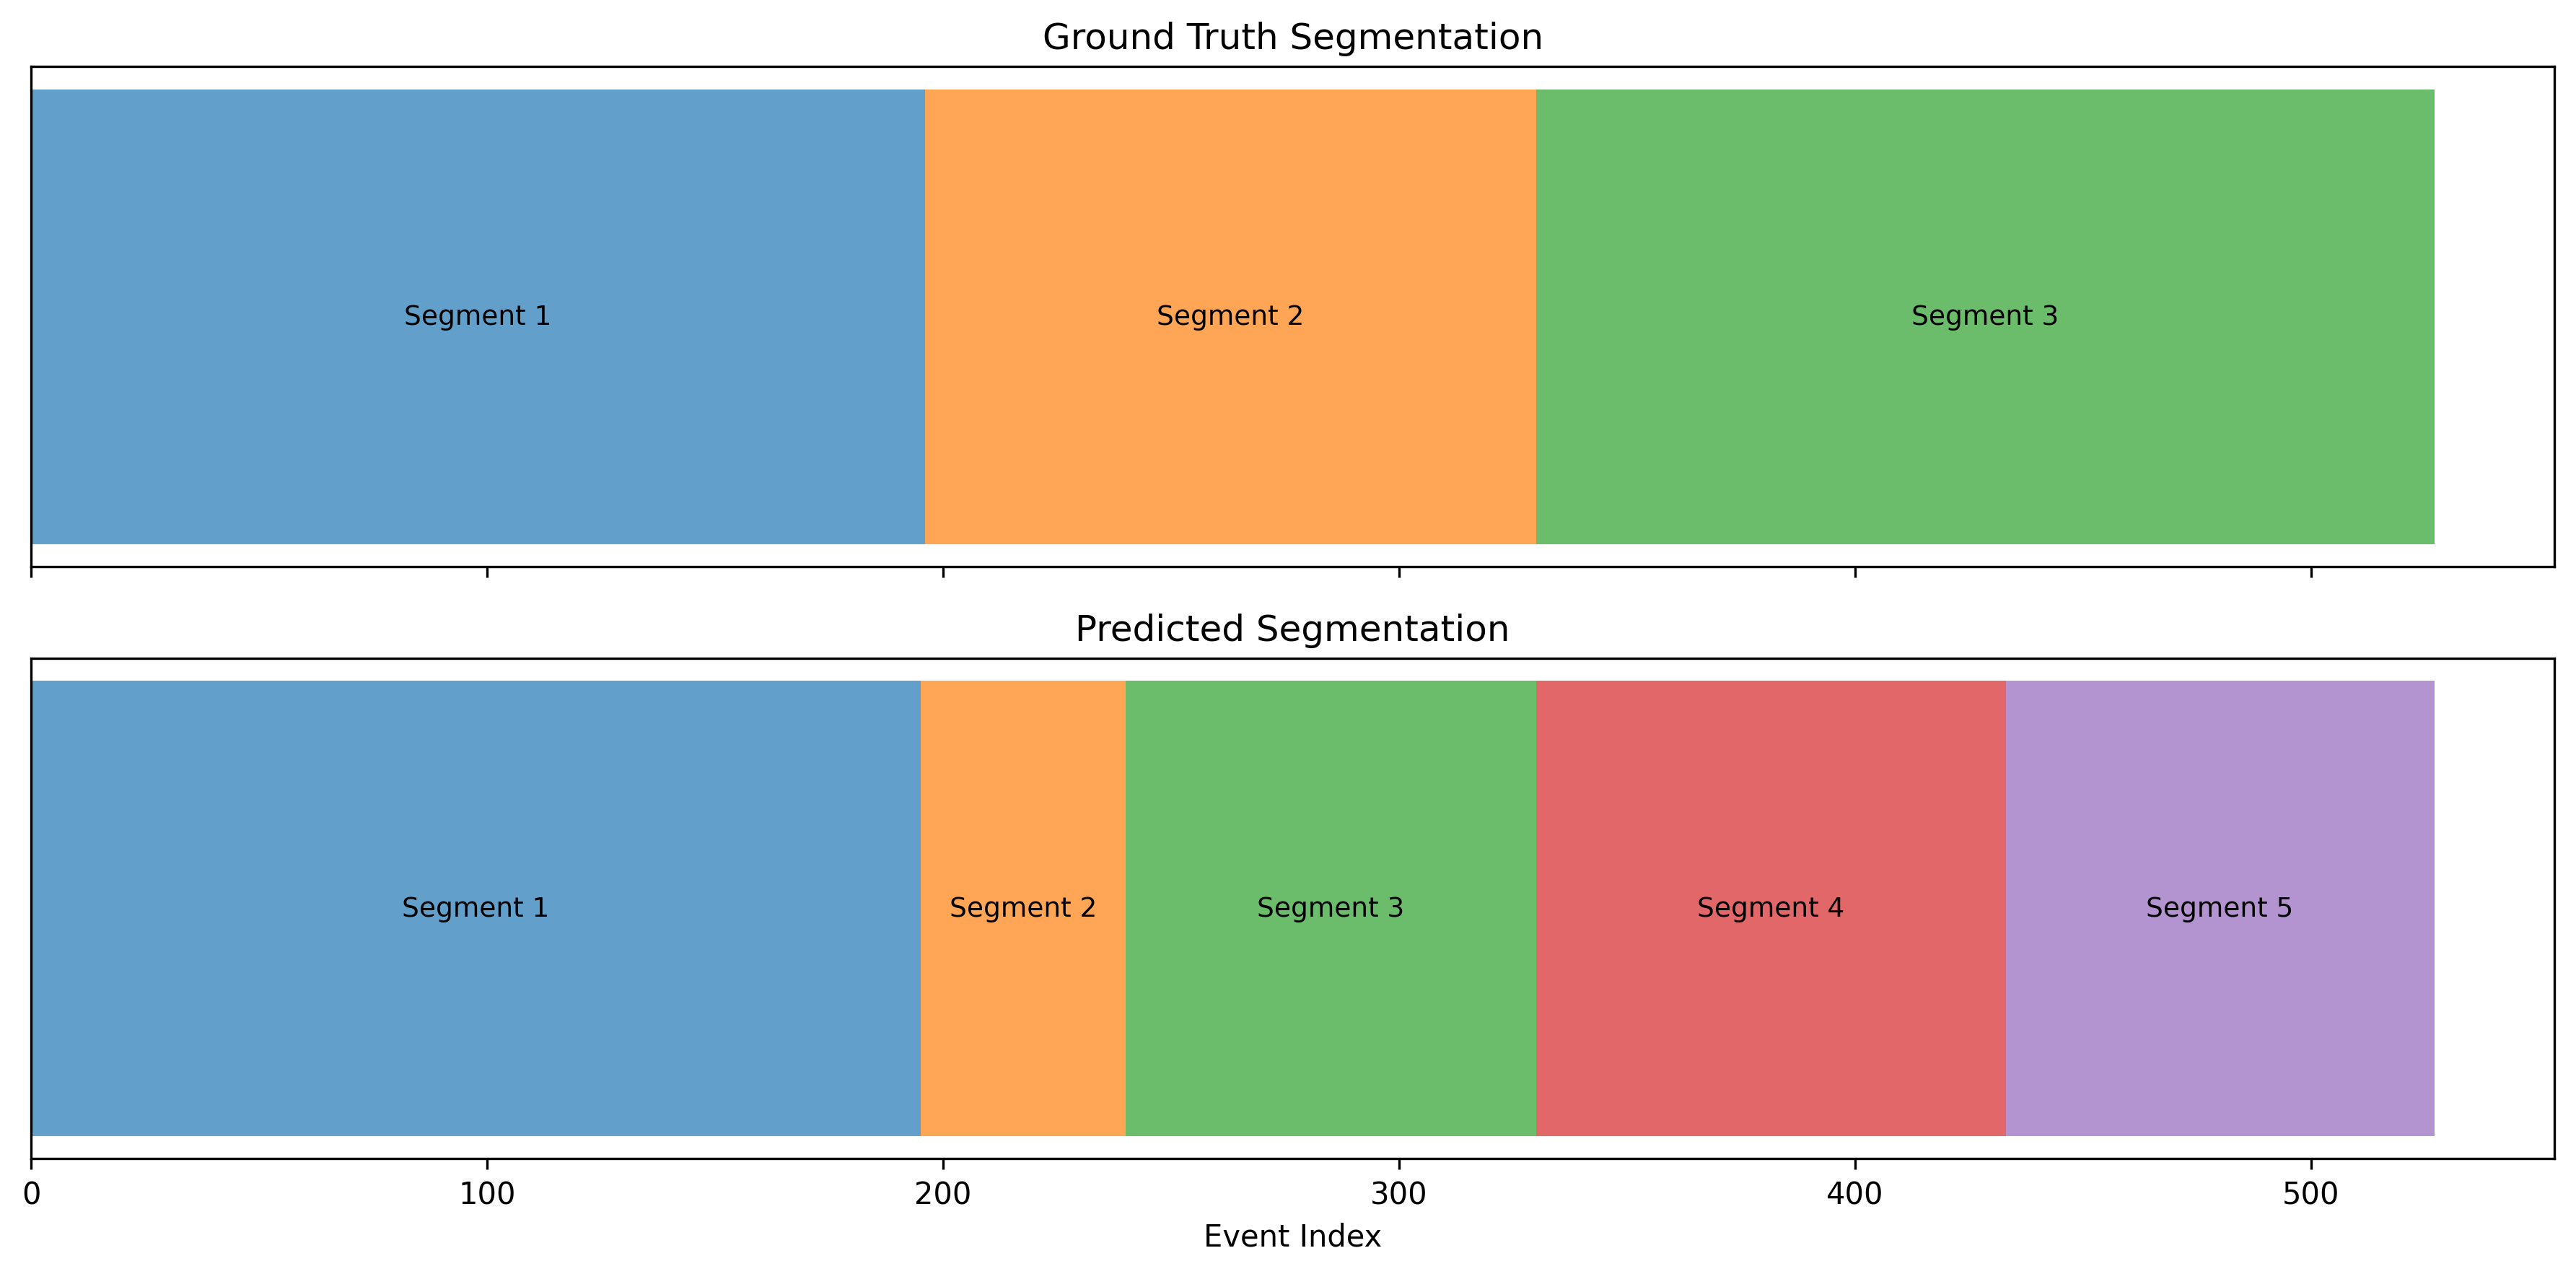 Ground Truth Segmentation
Segment 1 Segment 2 Segment 3
Predicted Segmentation
Segment 1 Segment 2 Segment 3 Segment 4 Segment 5
0 100 200 300 400 500
Event Index